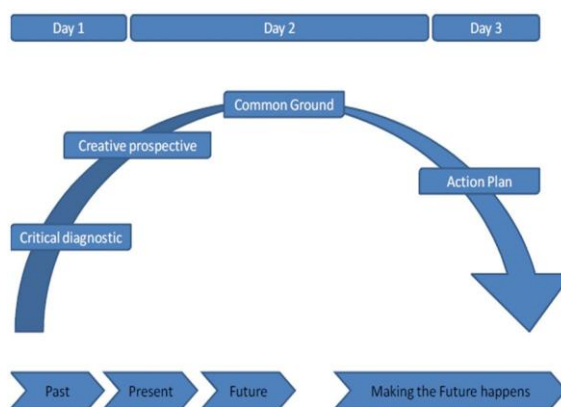 Day 1
Day 2
Day 3
Common Ground
Creative prospective
Action Plan
Critical diagnostic
Past
Present
Future
Making the Future happens